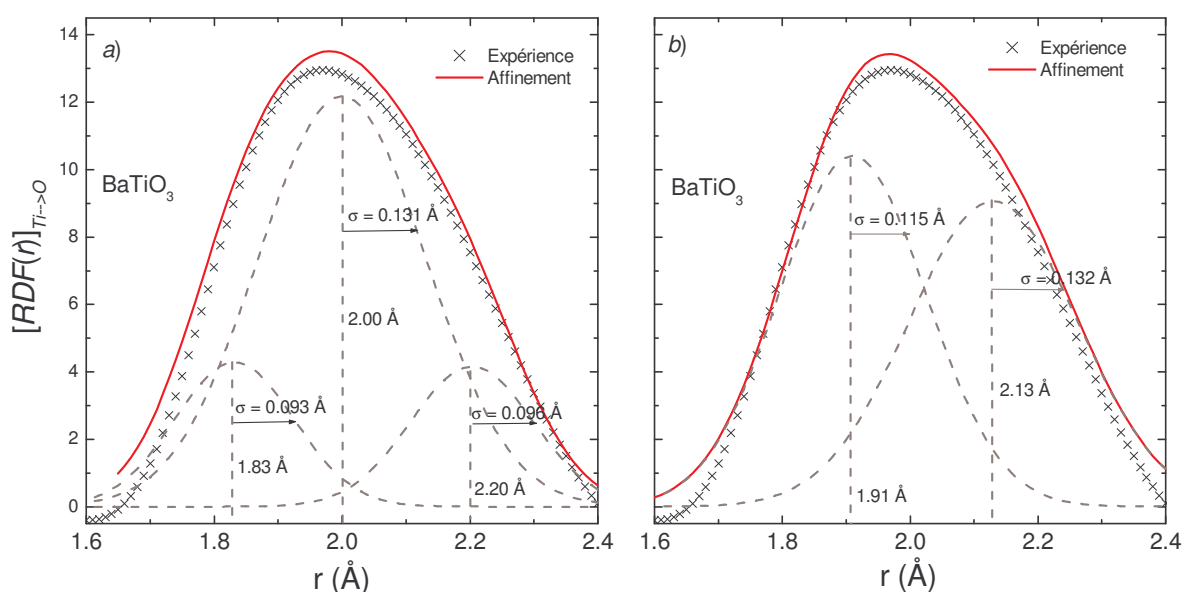 a)
Expérience
Affinement
BaTiO3
[RDF(r)]Ti-->O
σ = 0.131 Å
2.00 Å
σ = 0.093 Å
1.83 Å
σ = 0.096 Å
2.20 Å
14
12
10
8
6
4
2
0
1.6 1.8 2.0 2.2 2.4
r (Å)
b)
Expérience
Affinement
BaTiO3
σ = 0.115 Å
σ = 0.132 Å
2.13 Å
1.91 Å
1.6 1.8 2.0 2.2 2.4
r (Å)